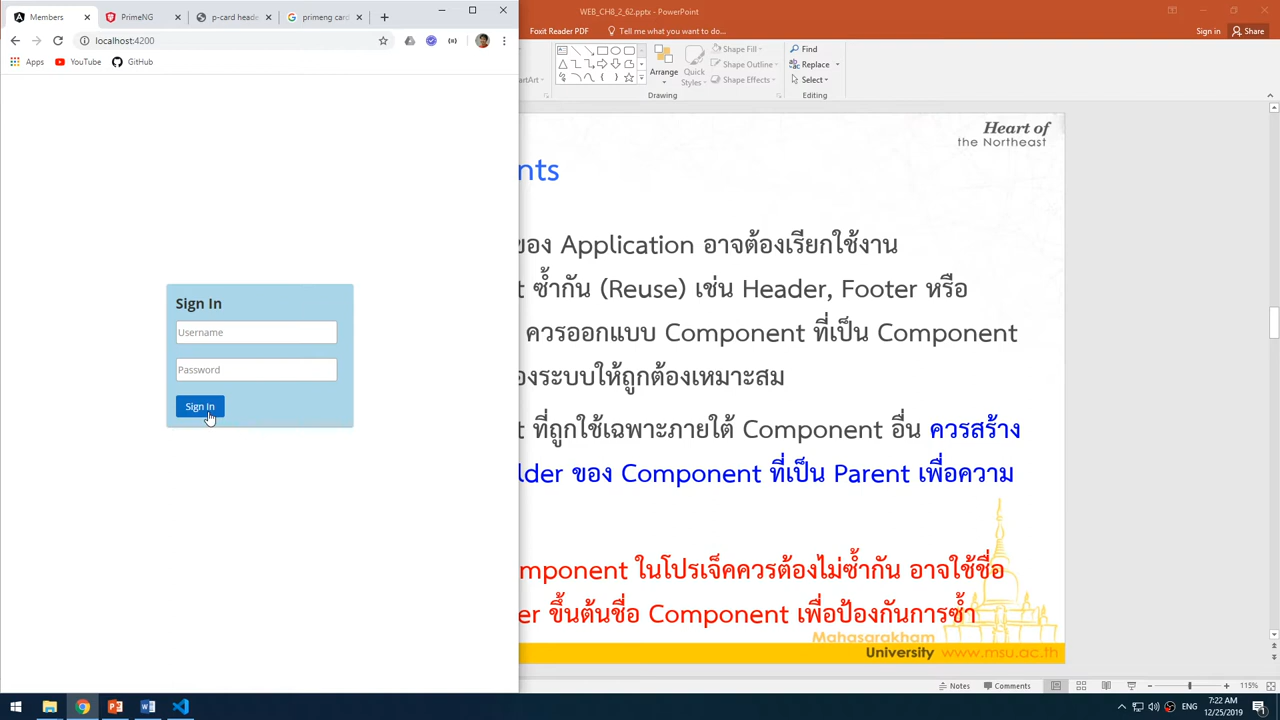 Members
PrimeNG
p-card heade
primeng card
WEB_CH8_2_62.pptx - PowerPoint
Foxit Reader PDF
Tell me what you want to do...
Sign in
Share
localhost:4200
Apps
YouTube
GitHub
Arrange
Quick
Styles
Shape Fill
Shape Outline
Shape Effects
Find
Replace
Select
Drawing
Editing
Heart of
the Northeast
nts
ของ Application อาจต้องเรียกใช้งาน
t ซ้ำกัน (Reuse) เช่น Header, Footer หรือ
ควรออกแบบ Component ที่เป็น Component
องระบบให้ถูกต้องเหมาะสม
t ที่ถูกใช้เฉพาะภายใต้ Component อื่น ควรสร้าง
lder ของ Component ที่เป็น Parent เพื่อความ
mponent ในโปรเจ็คควรต้องไม่ซ้ำกัน อาจใช้ชื่อ
er ขึ้นต้นชื่อ Component เพื่อป้องกันการซ้ำ
Mahasarakham
University www.msu.ac.th
Sign In
Username
Password
Sign In
Notes
Comments
115%
ENG
7:22 AM
12/25/2019